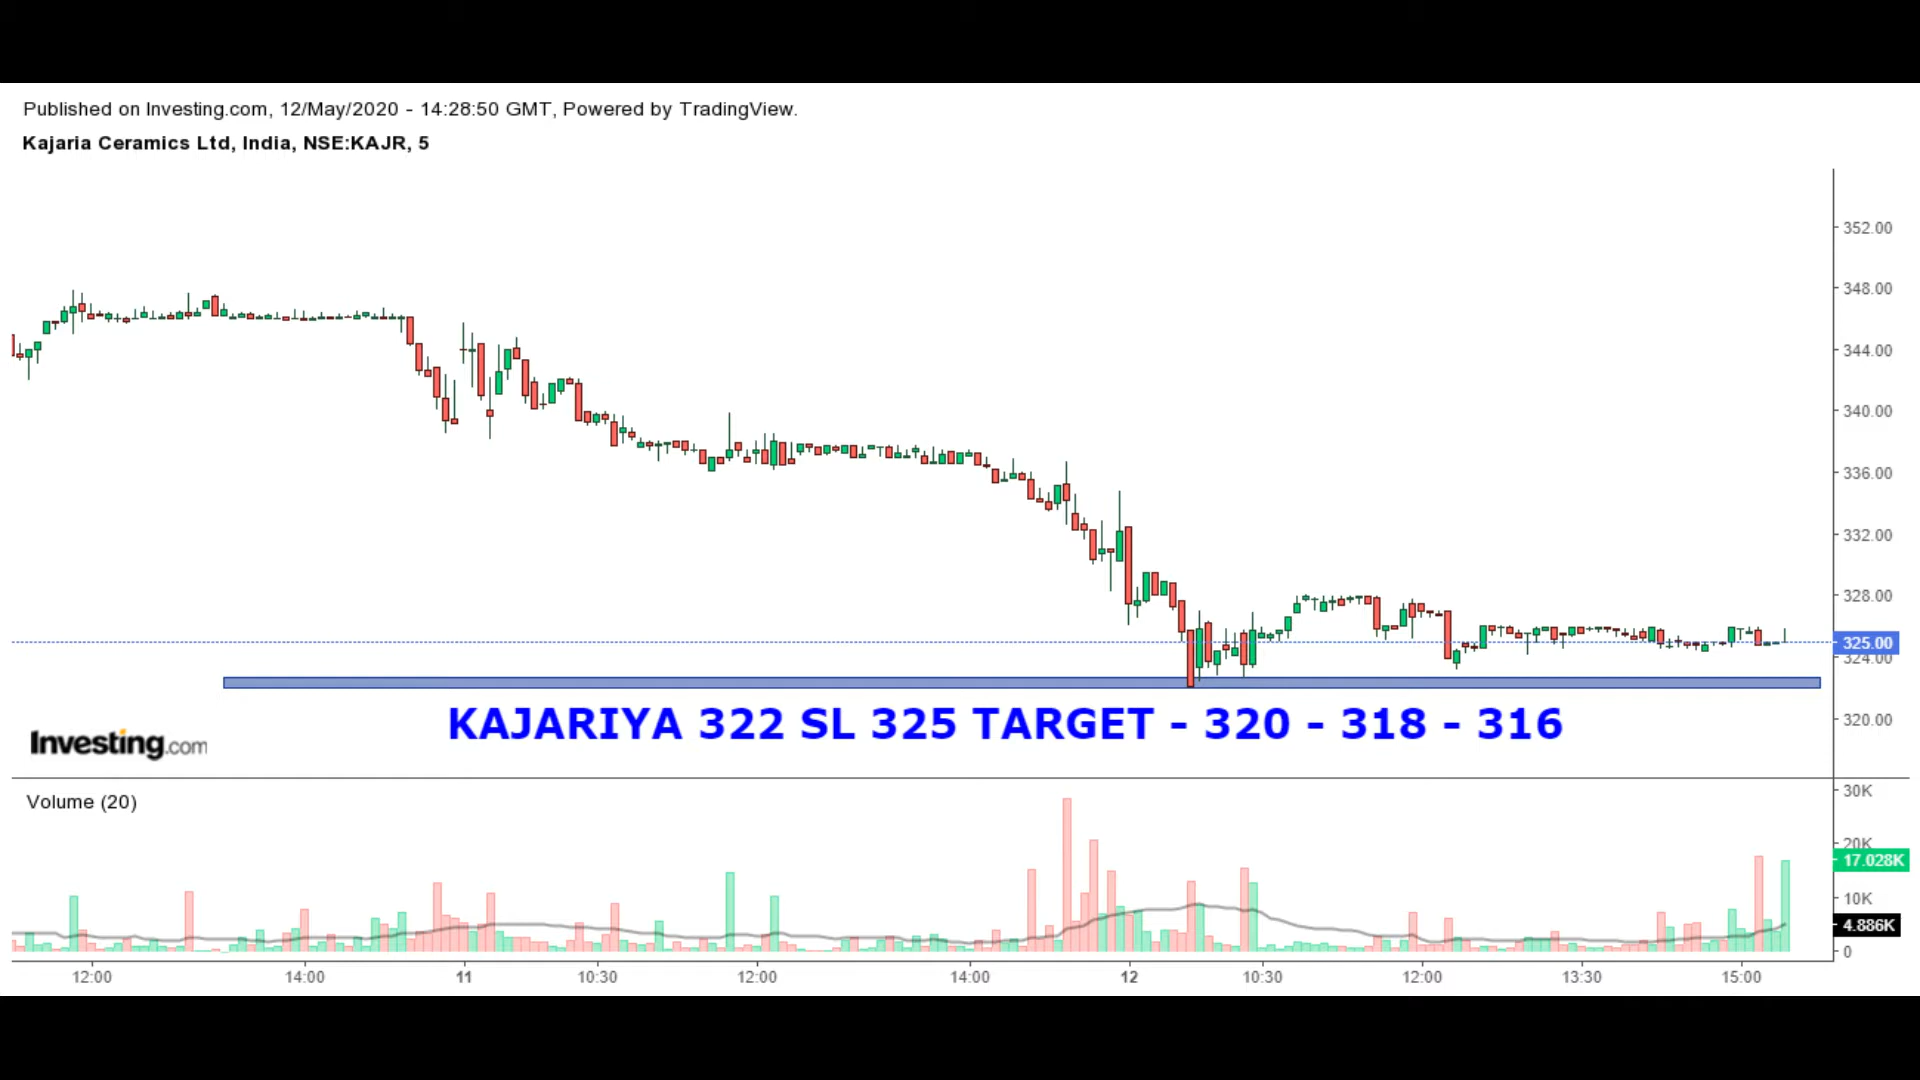 Published on Investing.com, 12/May/2020 - 14:28:50 GMT, Powered by TradingView.
Kajaria Ceramics Ltd, India, NSE:KAJR, 5
352.00
348.00
344.00
340.00
336.00
332.00
328.00
325.00
324.00
320.00
KAJARIYA 322 SL 325 TARGET - 320 - 318 - 316
Investing.com
Volume (20)
30K
20K
17.028K
10K
4.886K
0
12:00 14:00 11 10:30 12:00 14:00 12 10:30 12:00 13:30 15:00